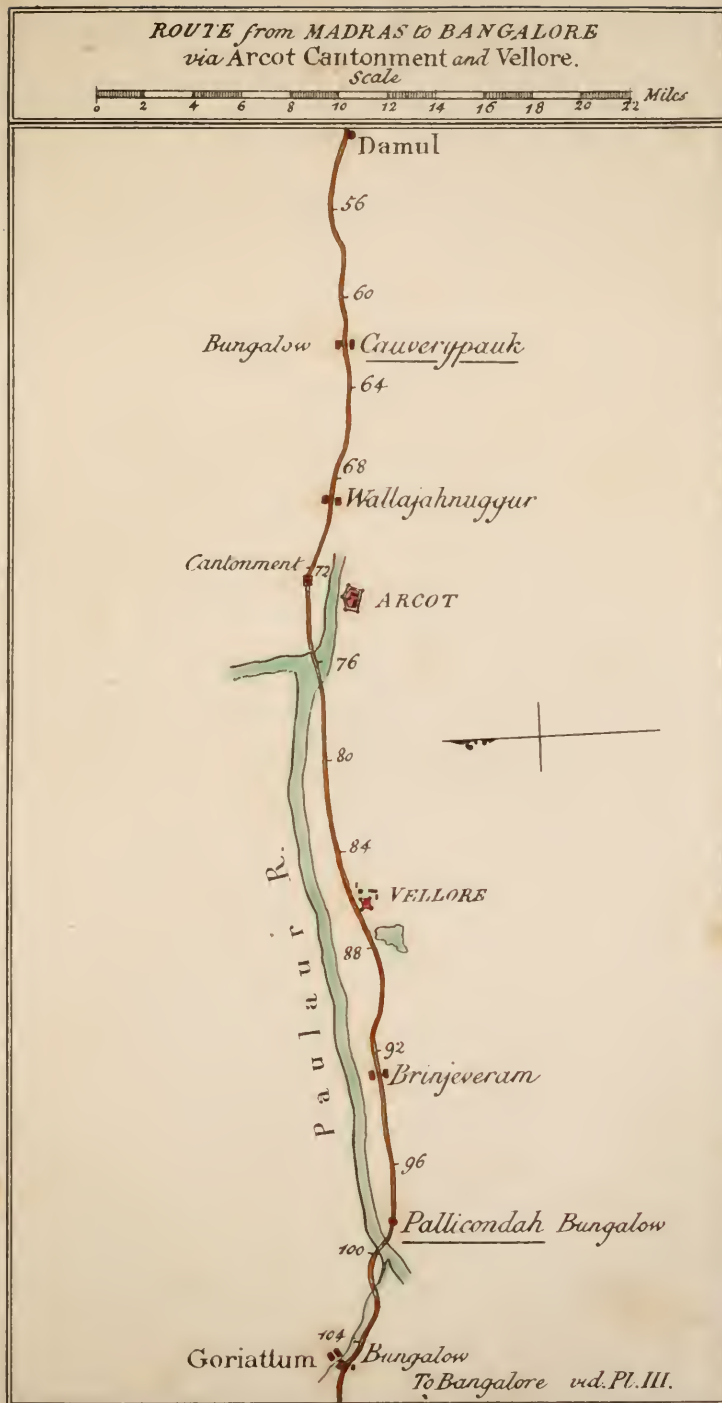 ROUTE from MADRAS to BANGALORE
via Arcot Cantonment and Vellore.
Scale
0 2 4 6 8 10 12 14 16 18 20 22 Miles
Damul
56
60
Bungalow Cauverypauk
64
68
Wallajahnuggur
Cantonment 72
ARCOT
76
80
84
Paulaur R.
VELLORE
88
92
Brinjeveram
96
Pallicondah Bungalow
100
104
Goriattum Bungalow
To Bangalore vid. Pl. III.